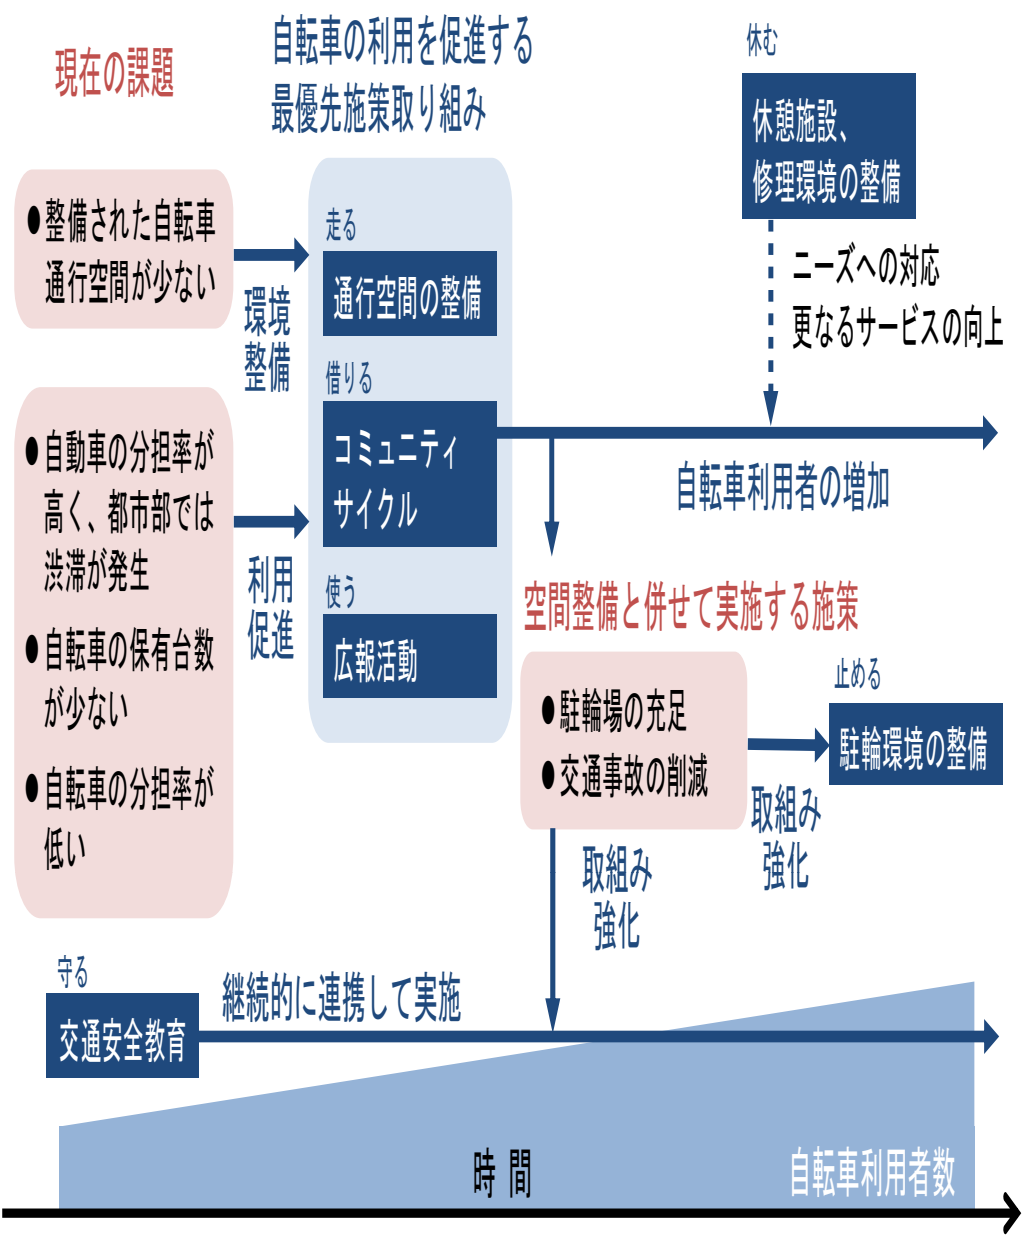 現在の課題
●整備された自転車
通行空間が少ない
●自動車の分担率が
高く、都市部では
渋滞が発生
●自転車の保有台数
が少ない
●自転車の分担率が
低い
環境
整備
利用
促進
自転車の利用を促進する
最優先施策取り組み
走る
通行空間の整備
借りる
コミュニティ
サイクル
使う
広報活動
休む
休憩施設、
修理環境の整備
ニーズへの対応
更なるサービスの向上
自転車利用者の増加
空間整備と併せて実施する施策
●駐輪場の充足
●交通事故の削減
取組み
強化
止める
駐輪環境の整備
取組み
強化
守る
交通安全教育
継続的に連携して実施
時 間
自転車利用者数